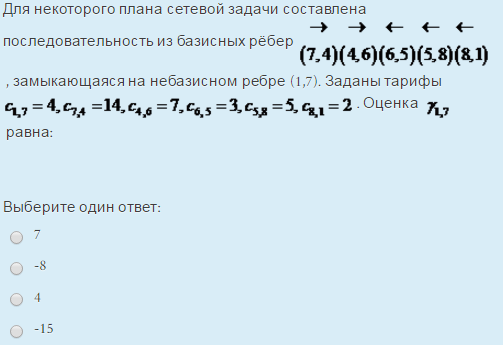 Для некоторого плана сетевой задачи составлена
последовательность из базисных рёбер (7,4)(4,6)(6,5)(5,8)(8,1)
→ → ← ← ←
, замыкающаяся на небазисном ребре (1,7). Заданы тарифы
c₁,₇ = 4, c₇,₄ =14, c₄,₆ = 7, c₆,₅ = 3, c₅,₈ = 5, c₈,₁ = 2 . Оценка γ₁,₇
равна:
Выберите один ответ:
7
-8
4
-15